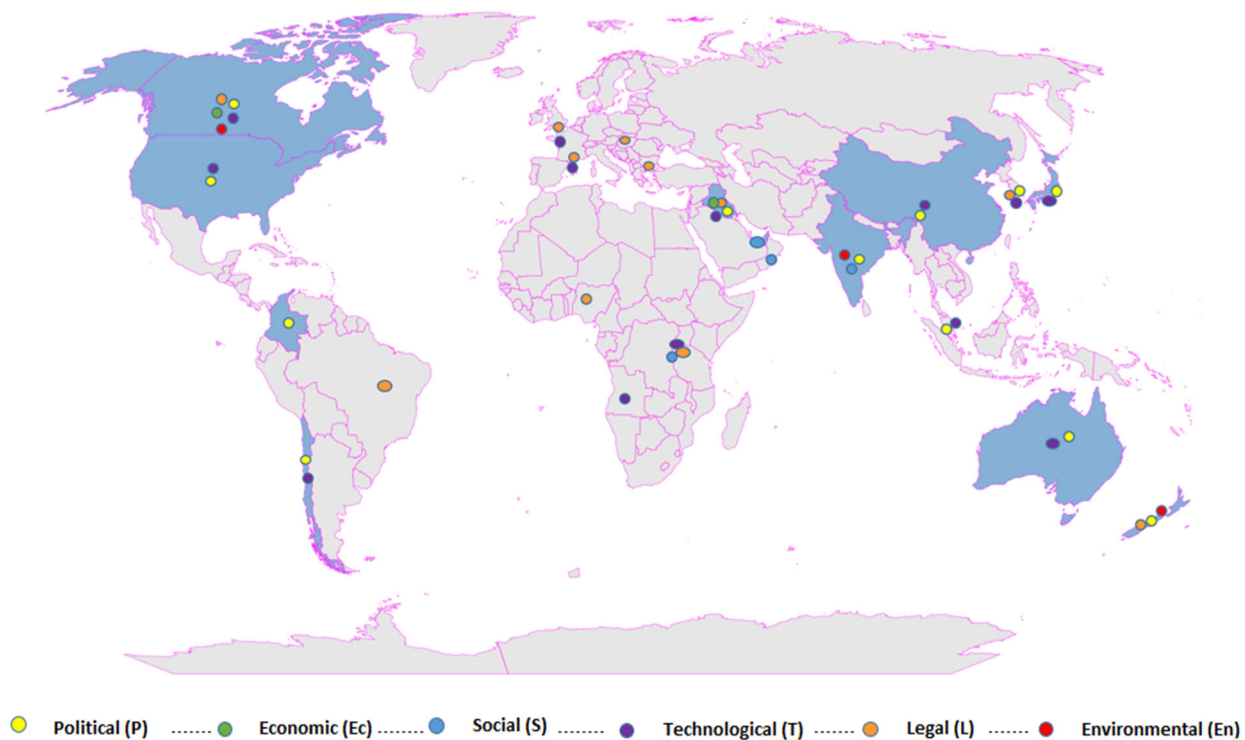 Political (P) ...... Economic (Ec) ...... Social (S) ...... Technological (T) ...... Legal (L) ...... Environmental (En)